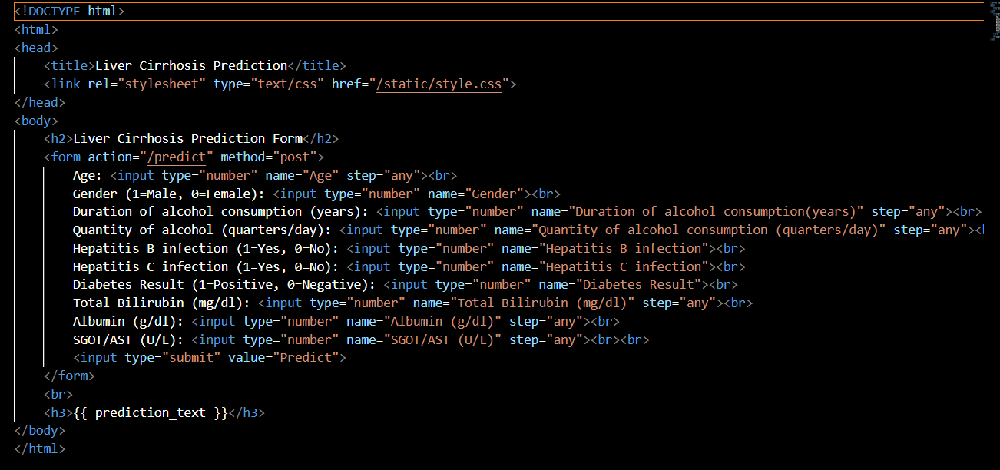 <!DOCTYPE html>
<html>
<head>
    <title>Liver Cirrhosis Prediction</title>
    <link rel="stylesheet" type="text/css" href="/static/style.css">
</head>
<body>
    <h2>Liver Cirrhosis Prediction Form</h2>
    <form action="/predict" method="post">
        Age: <input type="number" name="Age" step="any"><br>
        Gender (1=Male, 0=Female): <input type="number" name="Gender"><br>
        Duration of alcohol consumption (years): <input type="number" name="Duration of alcohol consumption(years)" step="any"><br>
        Quantity of alcohol (quarters/day): <input type="number" name="Quantity of alcohol consumption (quarters/day)" step="any"><
        Hepatitis B infection (1=Yes, 0=No): <input type="number" name="Hepatitis B infection"><br>
        Hepatitis C infection (1=Yes, 0=No): <input type="number" name="Hepatitis C infection"><br>
        Diabetes Result (1=Positive, 0=Negative): <input type="number" name="Diabetes Result"><br>
        Total Bilirubin (mg/dl): <input type="number" name="Total Bilirubin (mg/dl)" step="any"><br>
        Albumin (g/dl): <input type="number" name="Albumin (g/dl)" step="any"><br>
        SGOT/AST (U/L): <input type="number" name="SGOT/AST (U/L)" step="any"><br><br>
        <input type="submit" value="Predict">
    </form>
    <br>
    <h3>{{ prediction_text }}</h3>
</body>
</html>